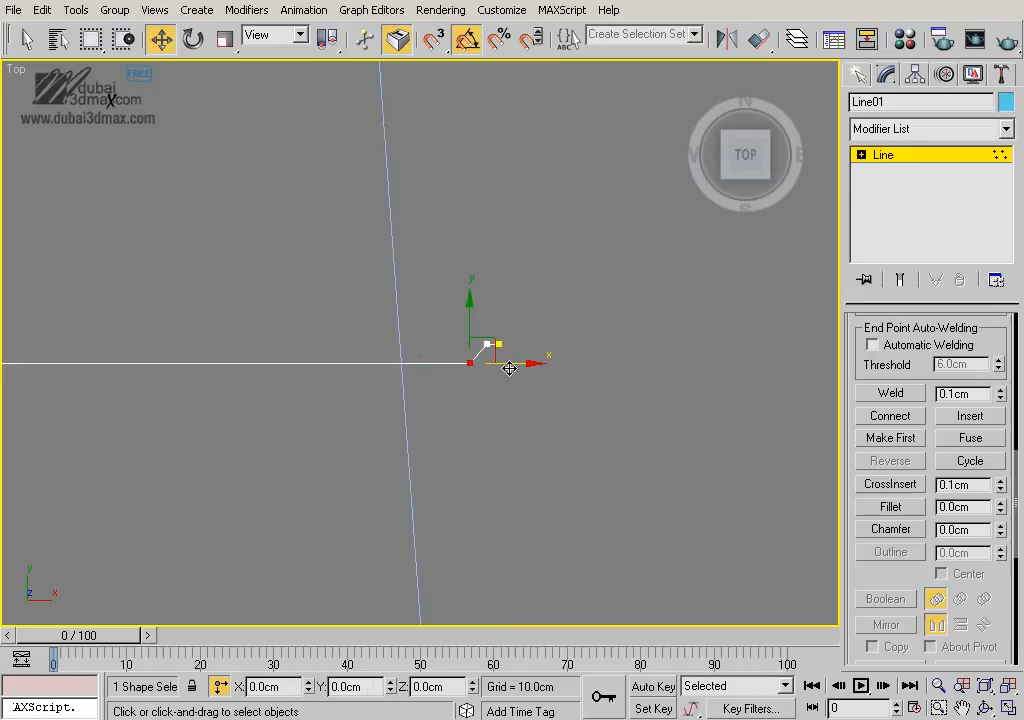 File Edit Tools Group Views Create Modifiers Animation Graph Editors Rendering Customize MAXScript Help
View
3
%
ABC
Create Selection Set
Top
FREE
dubai
3dmaxcom
www.dubai3dmax.com
N
TOP
S
y
x
y
z x
Line01
Modifier List
Line
End Point Auto-Welding
Automatic Welding
Threshold 6.0cm
Weld 0.1cm
Connect Insert
Make First Fuse
Reverse Cycle
CrossInsert 0.1cm
Fillet 0.0cm
Chamfer 0.0cm
Outline 0.0cm
Center
Boolean
Mirror
Copy About Pivot
< 0 / 100 >
0 10 20 30 40 50 60 70 80 90 100
1 Shape Sele X: 0.0cm Y: 0.0cm Z: 0.0cm Grid = 10.0cm Auto Key Selected
'AXScript. Click or click-and-drag to select objects Add Time Tag Set Key Key Filters... 0